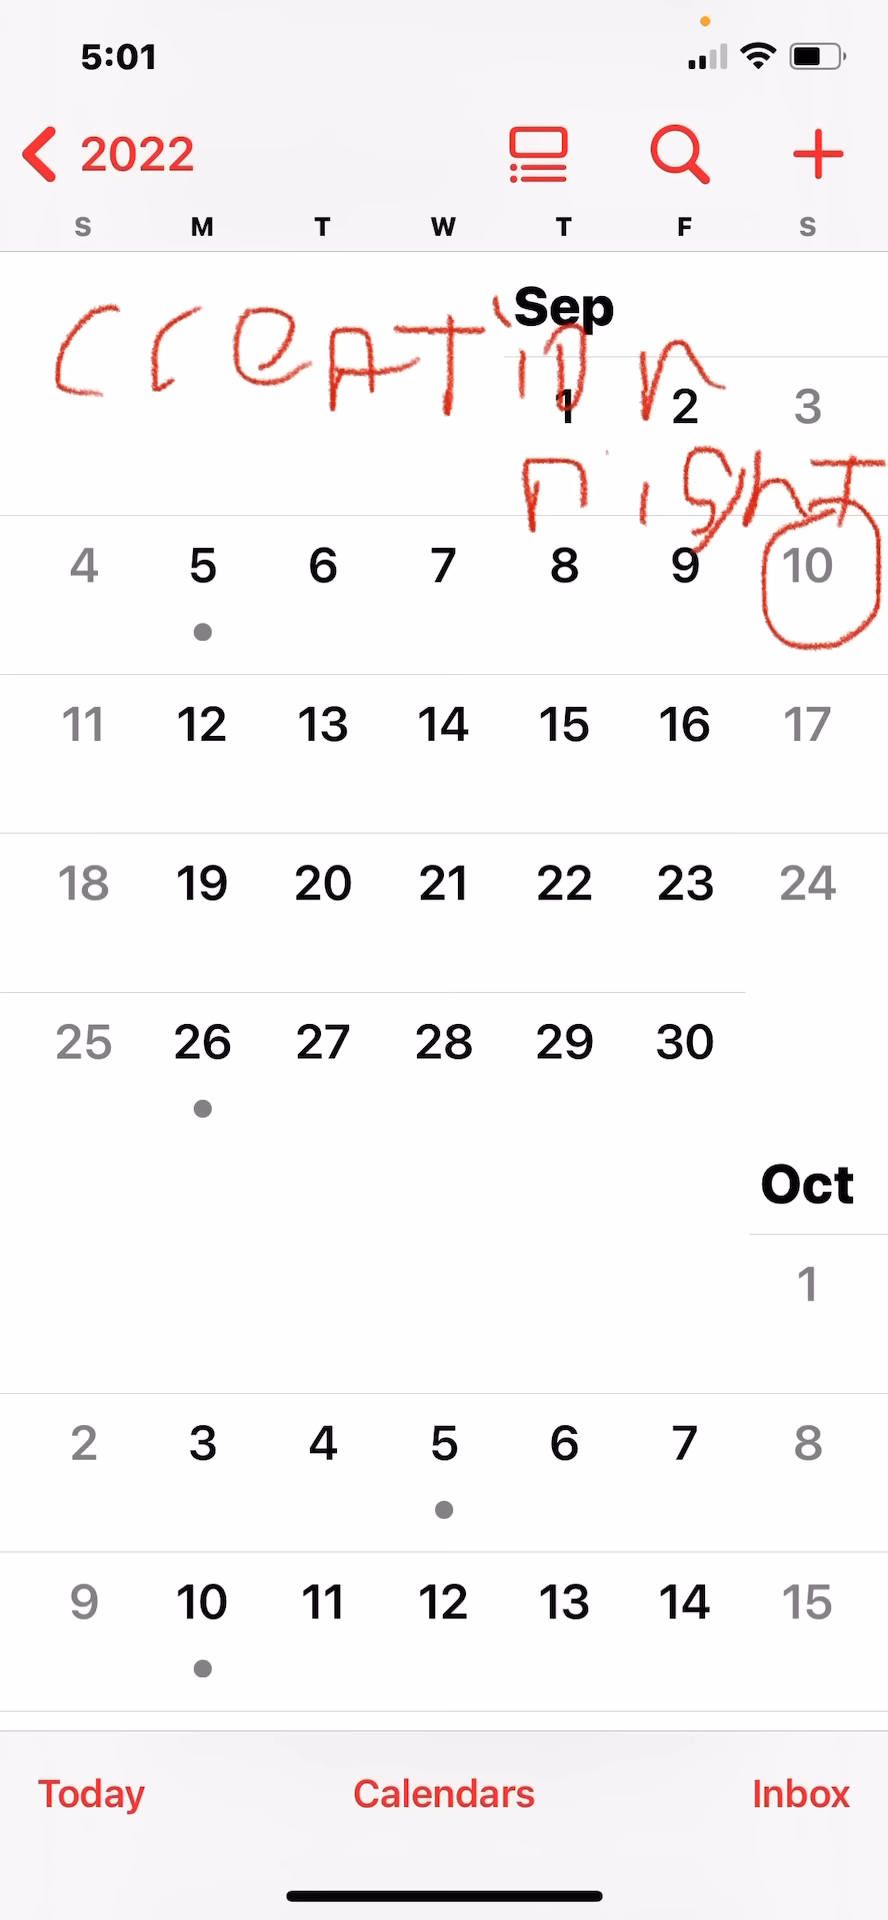 5:01
2022
S M T W T F S
Sep
CreATion
1 2 3
nighT
4 5 6 7 8 9 10
11 12 13 14 15 16 17
18 19 20 21 22 23 24
25 26 27 28 29 30
Oct
1
2 3 4 5 6 7 8
9 10 11 12 13 14 15
Today Calendars Inbox